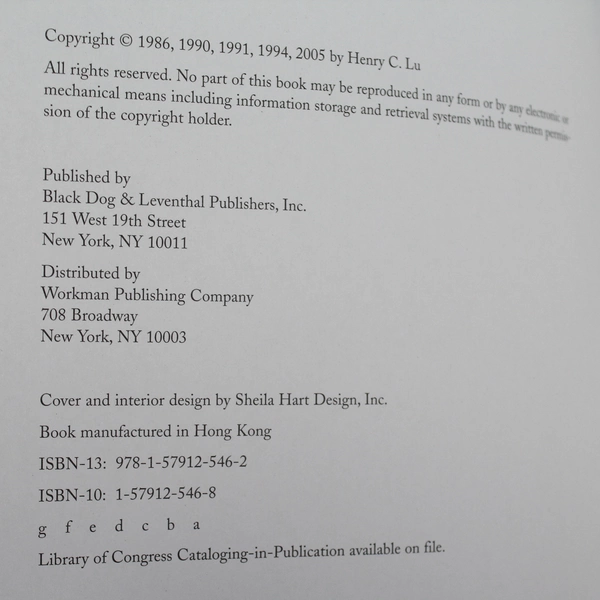 Copyright © 1986, 1990, 1991, 1994, 2005 by Henry C. Lu
All rights reserved. No part of this book may be reproduced in any form or by any electronic or
mechanical means including information storage and retrieval systems with the written permis-
sion of the copyright holder.
Published by
Black Dog & Leventhal Publishers, Inc.
151 West 19th Street
New York, NY 10011
Distributed by
Workman Publishing Company
708 Broadway
New York, NY 10003
Cover and interior design by Sheila Hart Design, Inc.
Book manufactured in Hong Kong
ISBN-13: 978-1-57912-546-2
ISBN-10: 1-57912-546-8
g f e d c b a
Library of Congress Cataloging-in-Publication available on file.